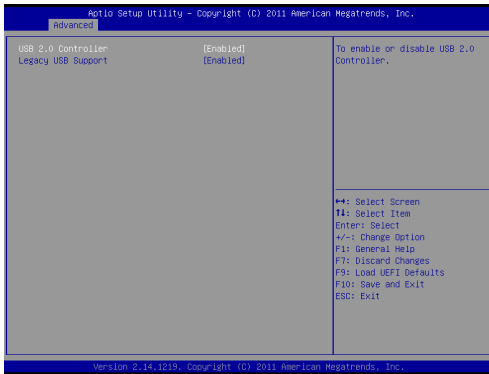 Aptio Setup Utility – Copyright (C) 2011 American Megatrends, Inc.
Advanced
USB 2.0 Controller [Enabled]
Legacy USB Support [Enabled]
To enable or disable USB 2.0
Controller.
→←: Select Screen
↑↓: Select Item
Enter: Select
+/-: Change Option
F1: General Help
F7: Discard Changes
F9: Load UEFI Defaults
F10: Save and Exit
ESC: Exit
Version 2.14.1219. Copyright (C) 2011 American Megatrends, Inc.